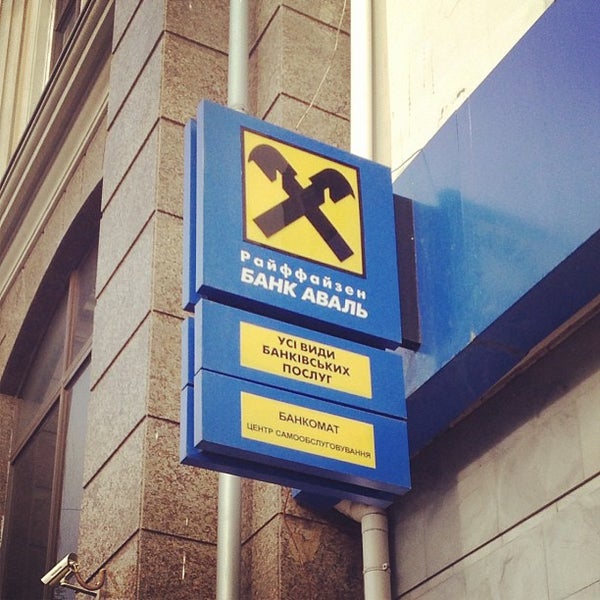 Райффайзен
БАНК АВАЛЬ
УСІ ВИДИ
БАНКІВСЬКИХ
ПОСЛУГ
БАНКОМАТ
ЦЕНТР САМООБСЛУГОВУВАННЯ